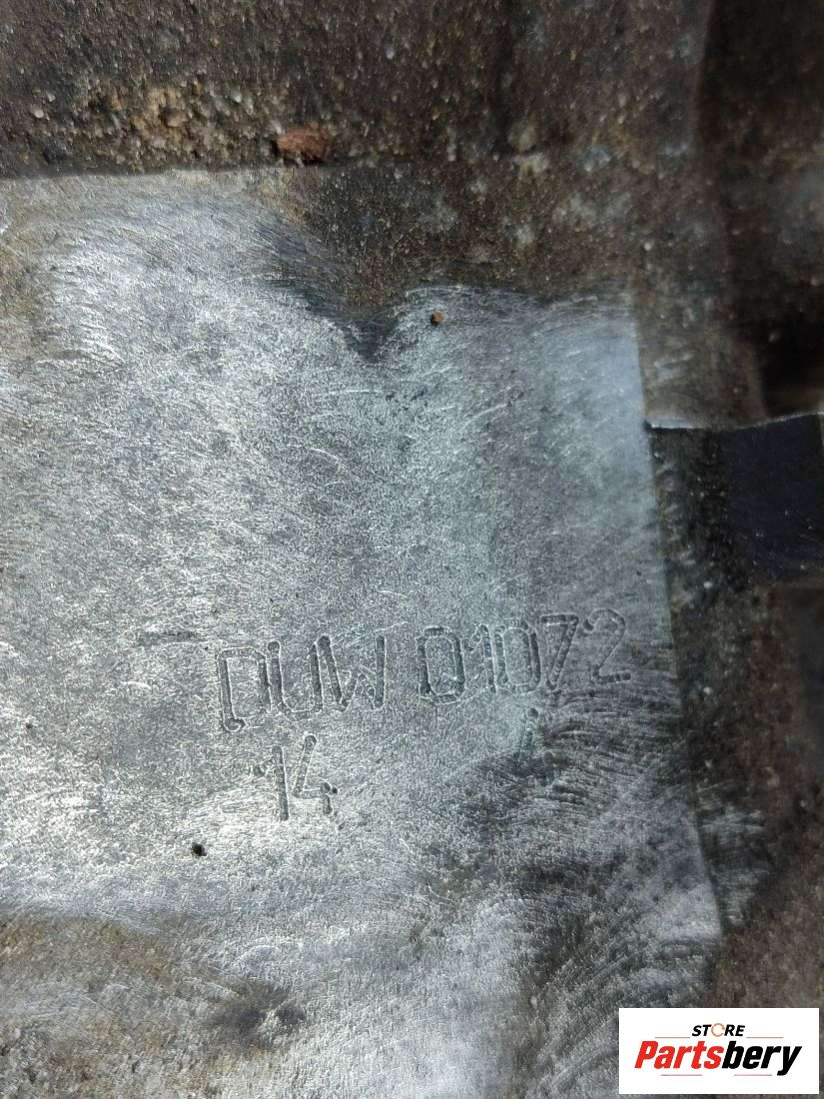 DUW 01072
-14
STORE
Partsbery